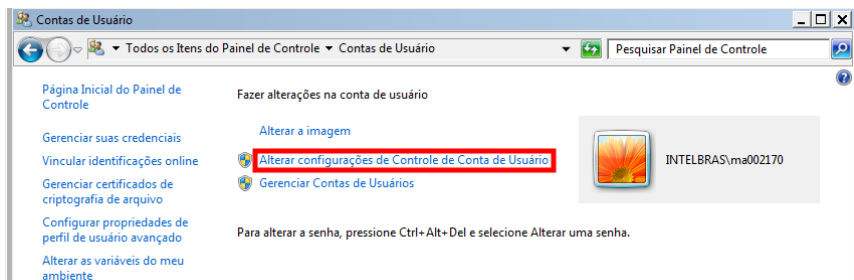 Contas de Usuário
Todos os Itens do Painel de Controle Contas de Usuário
Pesquisar Painel de Controle
Página Inicial do Painel de
Controle
Gerenciar suas credenciais
Vincular identificações online
Gerenciar certificados de
criptografia de arquivo
Configurar propriedades de
perfil de usuário avançado
Alterar as variáveis do meu
ambiente
Fazer alterações na conta de usuário
Alterar a imagem
Alterar configurações de Controle de Conta de Usuário
Gerenciar Contas de Usuários
INTELBRAS\ma002170
Para alterar a senha, pressione Ctrl+Alt+Del e selecione Alterar uma senha.